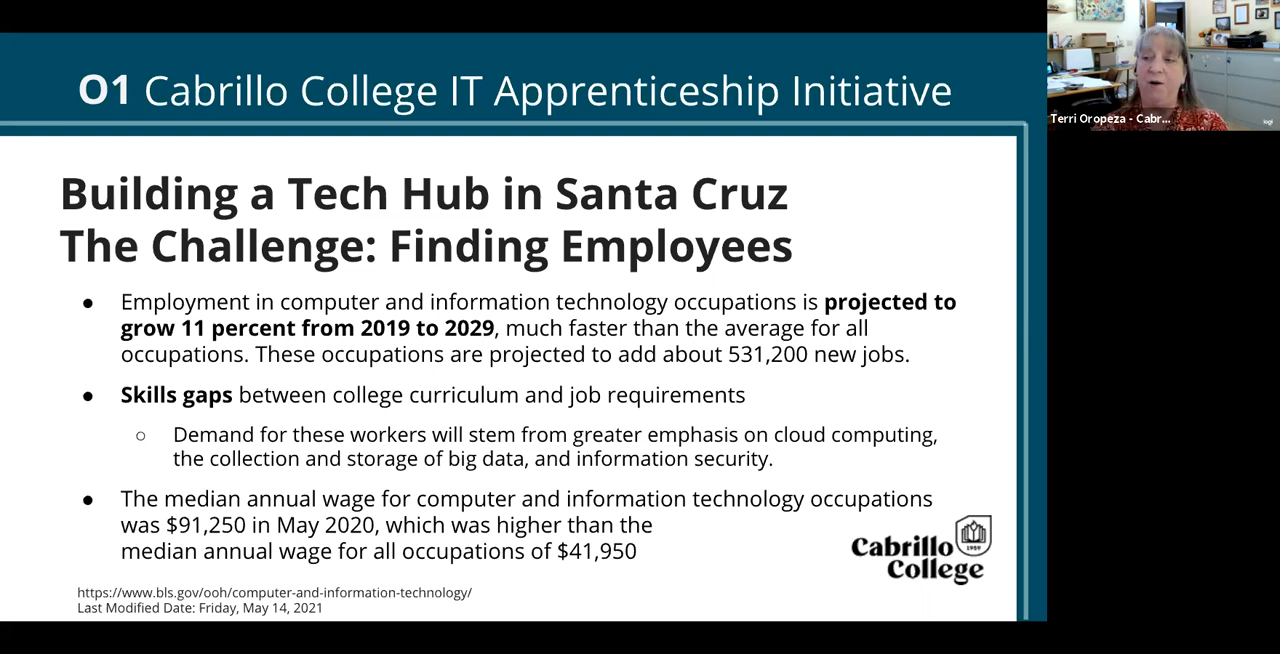 01 Cabrillo College IT Apprenticeship Initiative
Building a Tech Hub in Santa Cruz
The Challenge: Finding Employees
● Employment in computer and information technology occupations is projected to
grow 11 percent from 2019 to 2029, much faster than the average for all
occupations. These occupations are projected to add about 531,200 new jobs.
● Skills gaps between college curriculum and job requirements
○ Demand for these workers will stem from greater emphasis on cloud computing,
the collection and storage of big data, and information security.
● The median annual wage for computer and information technology occupations
was $91,250 in May 2020, which was higher than the
median annual wage for all occupations of $41,950
https://www.bls.gov/ooh/computer-and-information-technology/
Last Modified Date: Friday, May 14, 2021
Cabrillo
College
1959
Terri Oropeza - Cabr...
logi